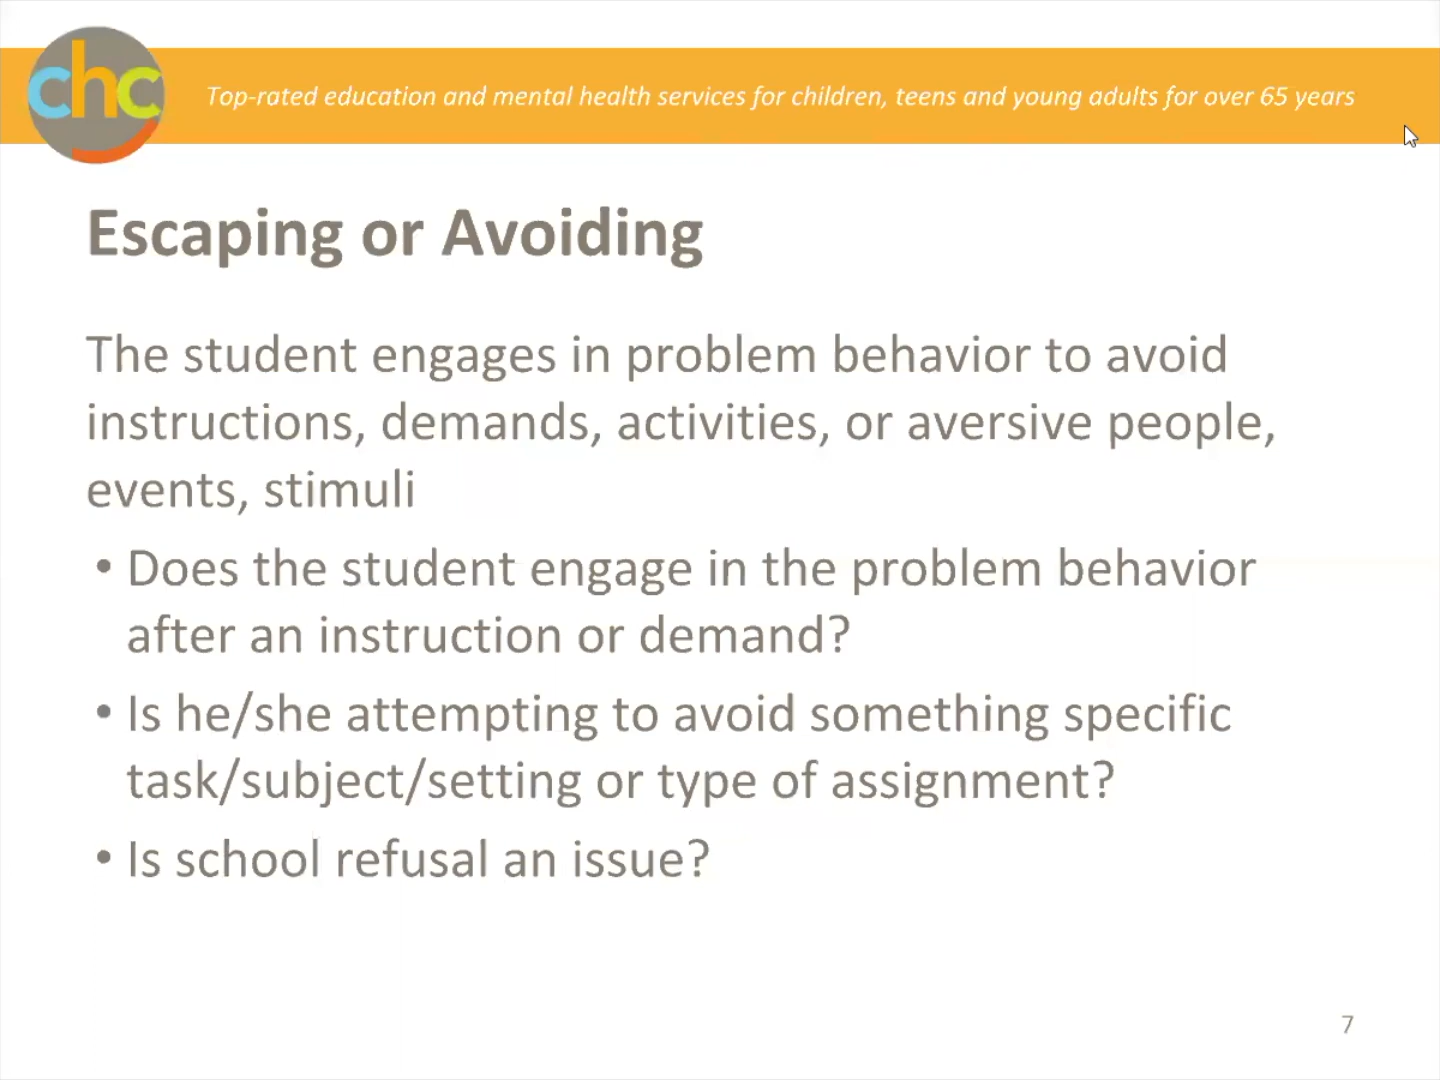 chc
Top-rated education and mental health services for children, teens and young adults for over 65 years
Escaping or Avoiding
The student engages in problem behavior to avoid
instructions, demands, activities, or aversive people,
events, stimuli
• Does the student engage in the problem behavior
after an instruction or demand?
• Is he/she attempting to avoid something specific
task/subject/setting or type of assignment?
• Is school refusal an issue?
7